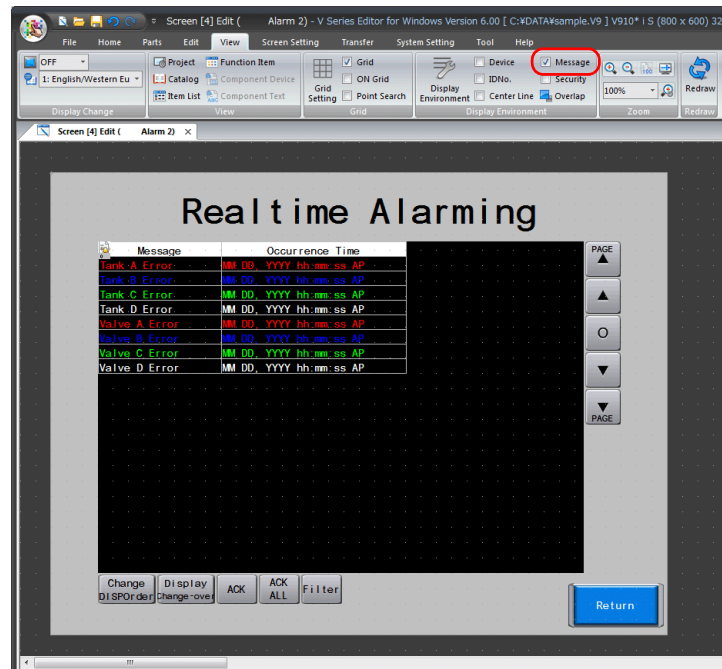 Screen [4] Edit ( Alarm 2) - V Series Editor for Windows Version 6.00 [ C:¥DATA¥sample.V9 ] V910* I S (800 x 600) 32
File Home Parts Edit View Screen Setting Transfer System Setting Tool Help
OFF Project Function Item Grid Device Message
1: English/Western Eu Catalog Component Device ON Grid IDNo. Security
Item List Component Text Point Search Center Line Overlap
Grid Setting
Display Environment
100%
Redraw
Display Change View Grid Display Environment Zoom Redraw
Screen [4] Edit ( Alarm 2) ×
Realtime Alarming
Message Occurrence Time
Tank A Error MM DD, YYYY hh:mm:ss AP
Tank B Error MM DD, YYYY hh:mm:ss AP
Tank C Error MM DD, YYYY hh:mm:ss AP
Tank D Error MM DD, YYYY hh:mm:ss AP
Valve A Error MM DD, YYYY hh:mm:ss AP
Valve B Error MM DD, YYYY hh:mm:ss AP
Valve C Error MM DD, YYYY hh:mm:ss AP
Valve D Error MM DD, YYYY hh:mm:ss AP
PAGE
PAGE
Change DISPOrder
Display Change-over
ACK
ACK ALL
Filter
Return